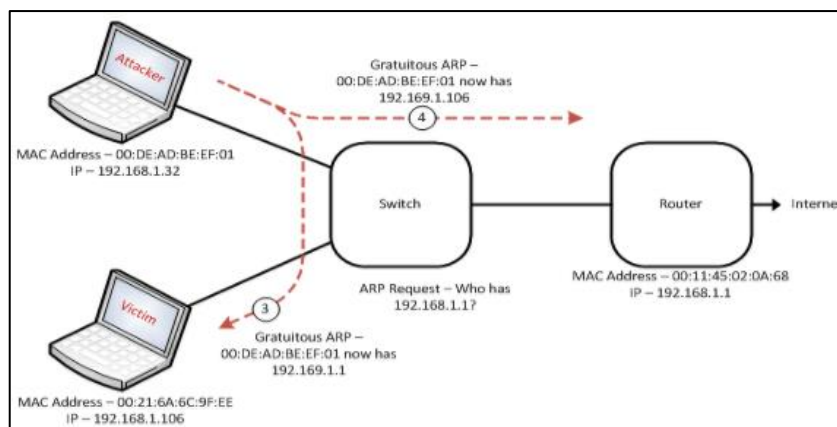 Attacker
Gratuitous ARP –
00:DE:AD:BE:EF:01 now has
192.169.1.106
4
MAC Address – 00:DE:AD:BE:EF:01
IP – 192.168.1.32
Switch
Router
Internet
ARP Request – Who has
192.168.1.1?
MAC Address – 00:11:45:02:0A:68
IP – 192.168.1.1
3
Victim
Gratuitous ARP –
00:DE:AD:BE:EF:01 now has
192.169.1.1
MAC Address – 00:21:6A:6C:9F:EE
IP – 192.168.1.106